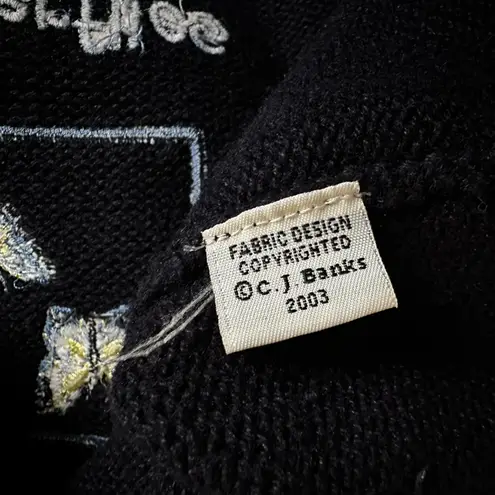 FABRIC DESIGN
COPYRIGHTED
© C. J. Banks
2003